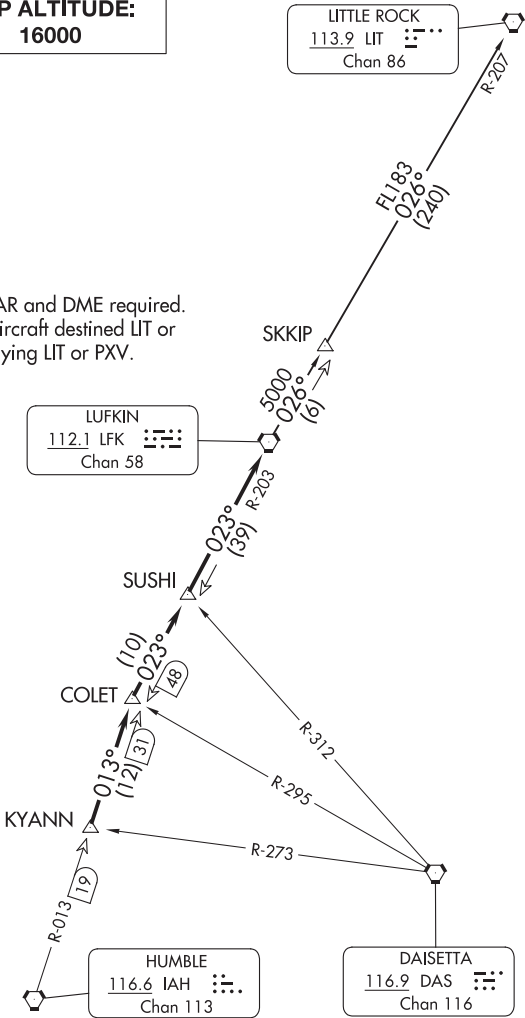 P ALTITUDE:
16000
LITTLE ROCK
113.9 LIT
Chan 86
R-207
FL183
026°
(240)
AR and DME required.
ircraft destined LIT or
ying LIT or PXV.
SKKIP
5000
026°
(6)
LUFKIN
112.1 LFK
Chan 58
R-203
023°
(39)
SUSHI
(10)
023°
48
COLET
31
013°
(12)
R-312
R-295
KYANN
R-273
19
R-013
HUMBLE
116.6 IAH
Chan 113
DAISETTA
116.9 DAS
Chan 116